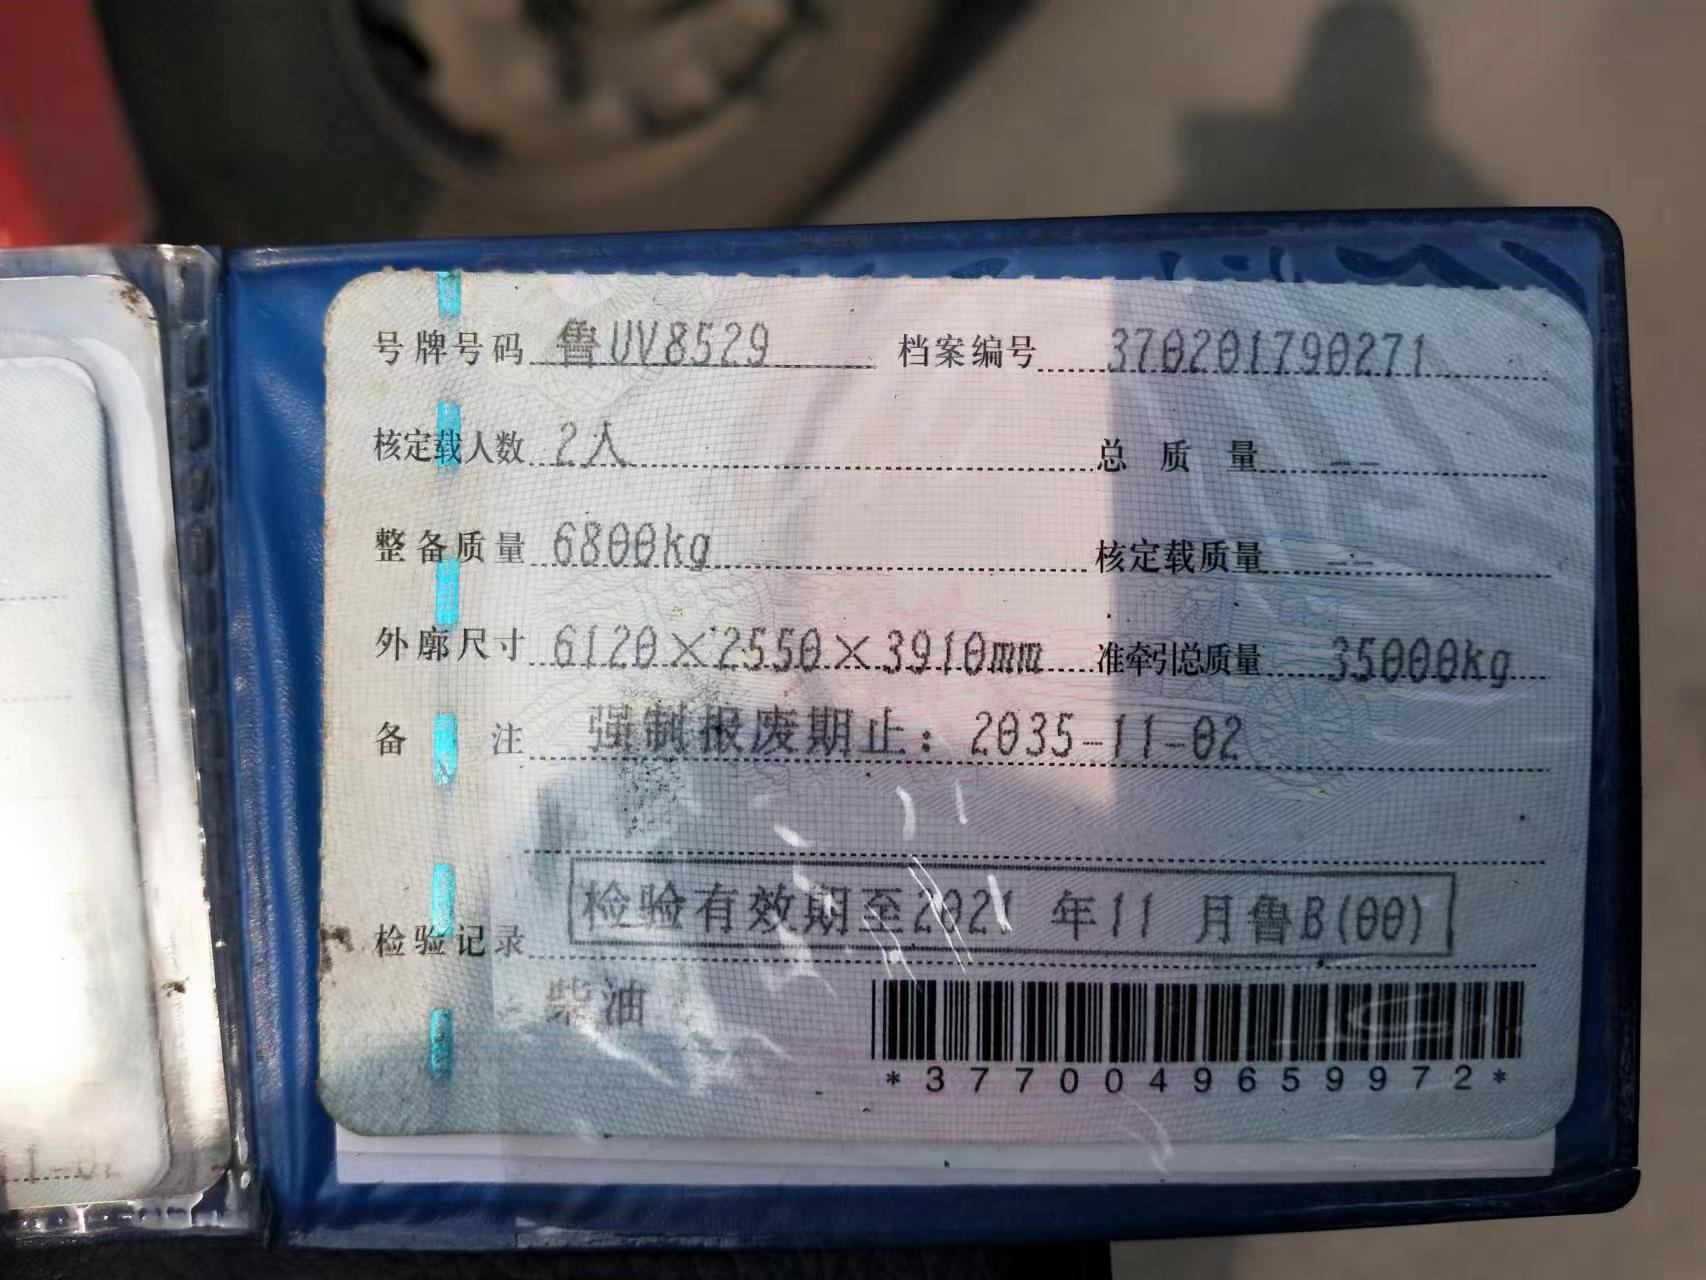 号牌号码 鲁UV8529 档案编号 370201790271
核定载人数 2人 总质量 --
整备质量 6800kg 核定载质量 --
外廓尺寸 6120×2550×3910mm 准牵引总质量 35000kg
备注 强制报废期止：2035-11-02
检验记录 检验有效期至2021 年11 月鲁B(00)
柴油
*3770049659972*